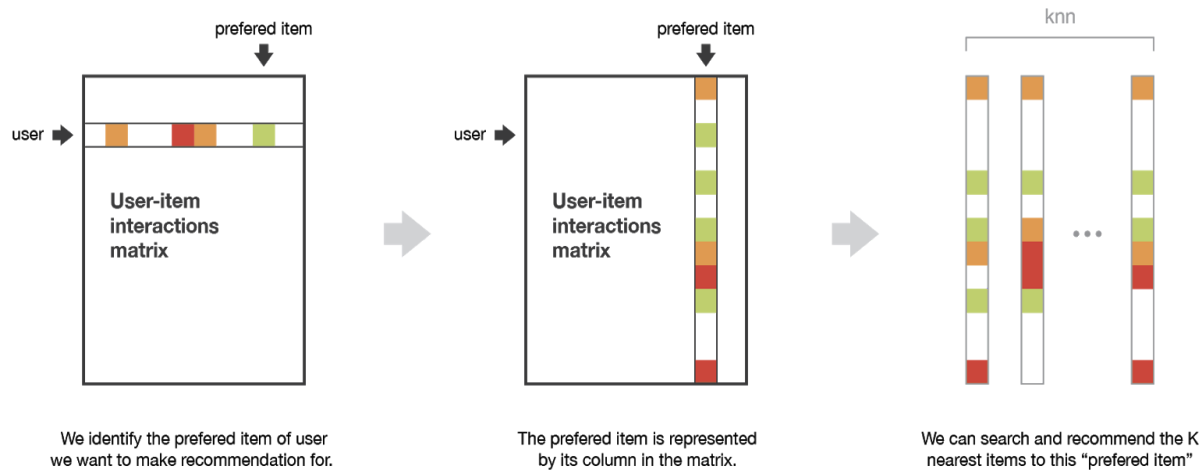 prefered item
user
User-item
interactions
matrix
We identify the prefered item of user
we want to make recommendation for.
prefered item
user
User-item
interactions
matrix
The prefered item is represented
by its column in the matrix.
knn
We can search and recommend the K
nearest items to this “prefered item”